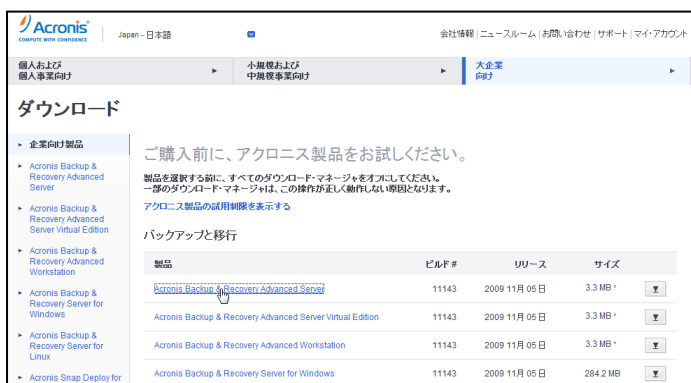 Acronis
COMPUTE WITH CONFIDENCE
Japan - 日本語
会社情報 | ニュースルーム | お問い合わせ | サポート | マイ・アカウント
個人および
個人事業向け
小規模および
中規模事業向け
大企業
向け
ダウンロード
企業向け製品
Acronis Backup &
Recovery Advanced
Server
Acronis Backup &
Recovery Advanced
Server Virtual Edition
Acronis Backup &
Recovery Advanced
Workstation
Acronis Backup &
Recovery Server for
Windows
Acronis Backup &
Recovery Server for
Linux
Acronis Snap Deploy for
ご購入前に、アクロニス製品をお試しください。
製品を選択する前に、すべてのダウンロード・マネージャをオフにしてください。
一部のダウンロード・マネージャは、この操作が正しく動作しない原因となります。
アクロニス製品の試用制限を表示する
バックアップと移行
製品 ビルド # リリース サイズ
Acronis Backup & Recovery Advanced Server 11143 2009 11月 05日 3.3 MB *
Acronis Backup & Recovery Advanced Server Virtual Edition 11143 2009 11月 05日 3.3 MB *
Acronis Backup & Recovery Advanced Workstation 11143 2009 11月 05日 3.3 MB *
Acronis Backup & Recovery Server for Windows 11143 2009 11月 05日 284.2 MB